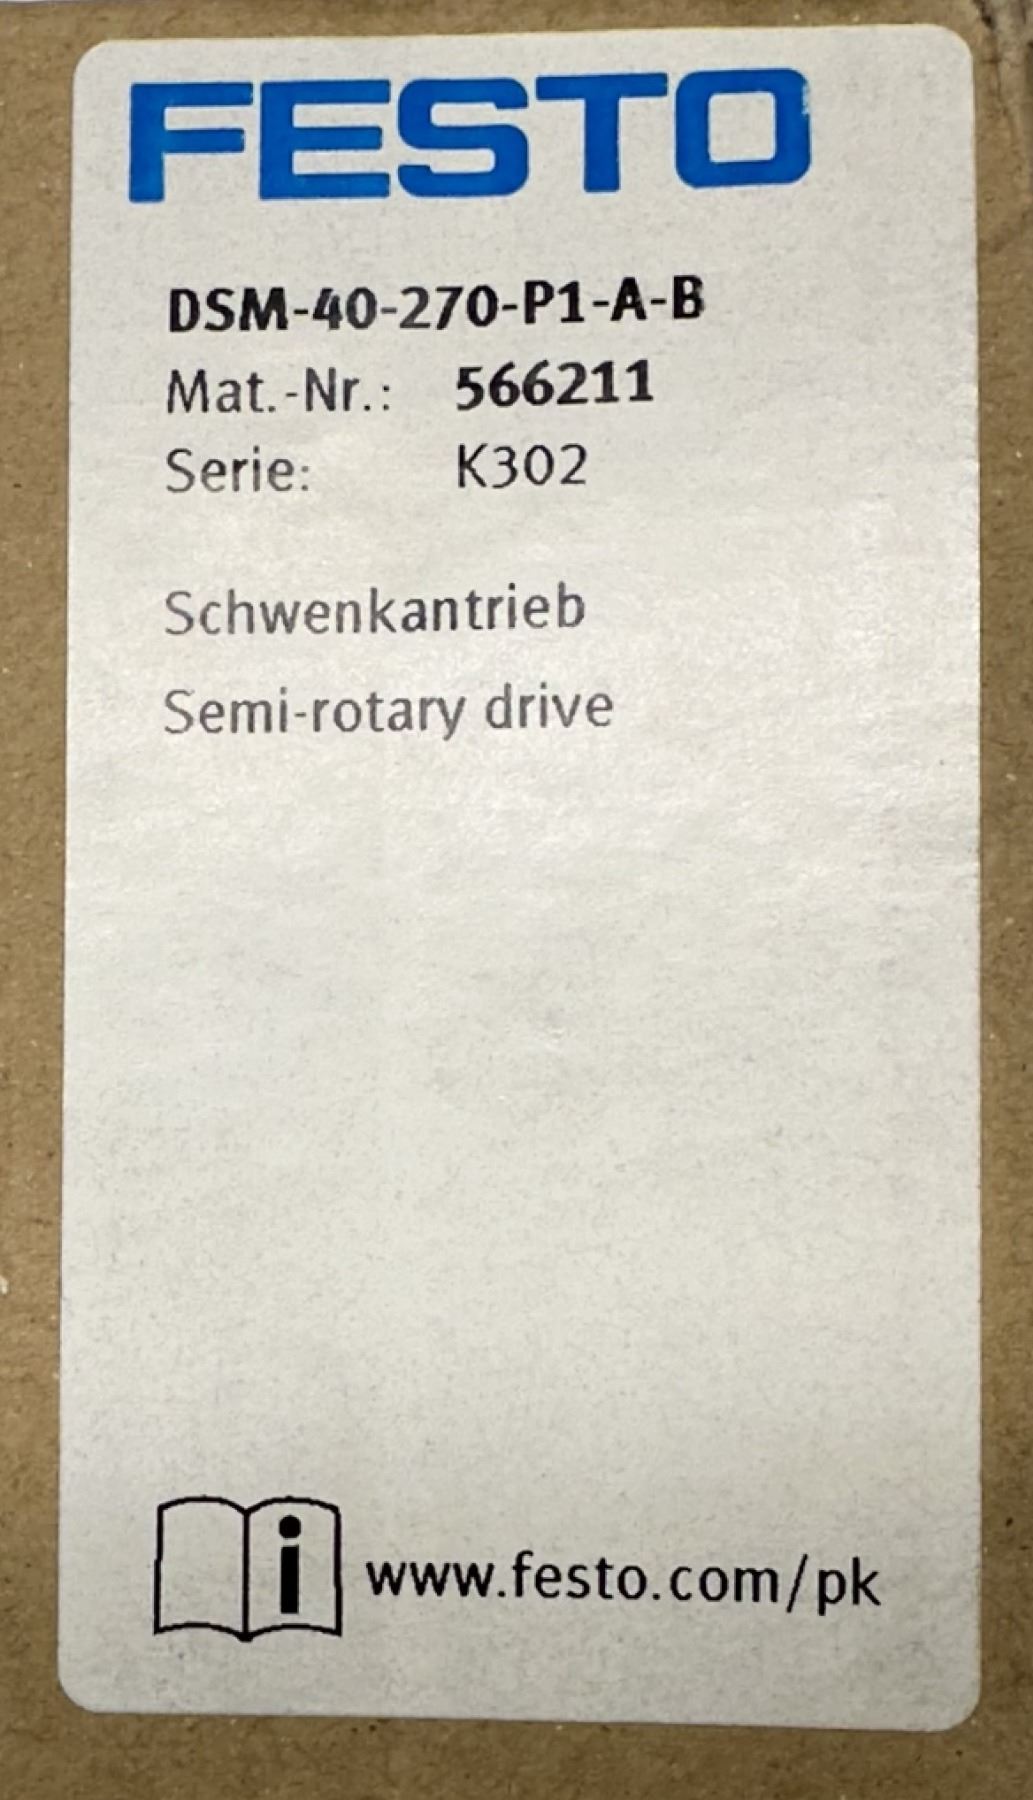 FESTO
DSM-40-270-P1-A-B
Mat.-Nr.: 566211
Serie: K302
Schwenkantrieb
Semi-rotary drive
i www.festo.com/pk